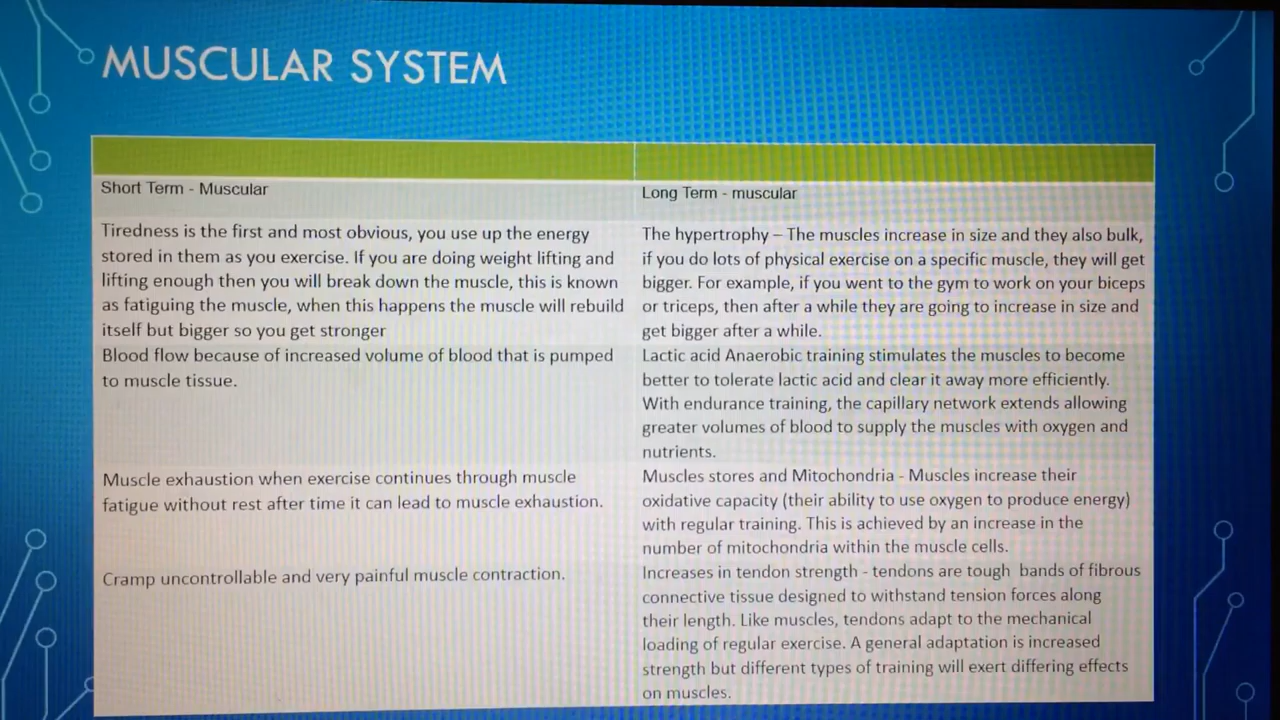 MUSCULAR SYSTEM
Short Term - Muscular
Tiredness is the first and most obvious, you use up the energy
stored in them as you exercise. If you are doing weight lifting and
lifting enough then you will break down the muscle, this is known
as fatiguing the muscle, when this happens the muscle will rebuild
itself but bigger so you get stronger
Blood flow because of increased volume of blood that is pumped
to muscle tissue.
Muscle exhaustion when exercise continues through muscle
fatigue without rest after time it can lead to muscle exhaustion.
Cramp uncontrollable and very painful muscle contraction.
Long Term - muscular
The hypertrophy – The muscles increase in size and they also bulk,
if you do lots of physical exercise on a specific muscle, they will get
bigger. For example, if you went to the gym to work on your biceps
or triceps, then after a while they are going to increase in size and
get bigger after a while.
Lactic acid Anaerobic training stimulates the muscles to become
better to tolerate lactic acid and clear it away more efficiently.
With endurance training, the capillary network extends allowing
greater volumes of blood to supply the muscles with oxygen and
nutrients.
Muscles stores and Mitochondria - Muscles increase their
oxidative capacity (their ability to use oxygen to produce energy)
with regular training. This is achieved by an increase in the
number of mitochondria within the muscle cells.
Increases in tendon strength - tendons are tough bands of fibrous
connective tissue designed to withstand tension forces along
their length. Like muscles, tendons adapt to the mechanical
loading of regular exercise. A general adaptation is increased
strength but different types of training will exert differing effects
on muscles.